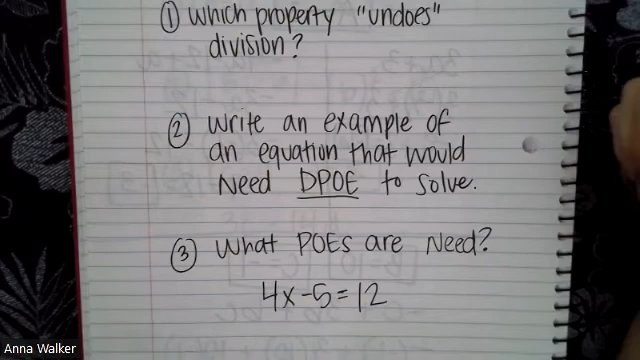 ① Which property "undoes"
division?
② Write an example of
an equation that would
Need DPOE to solve.
③ What POEs are Need?
4x-5=12
Anna Walker